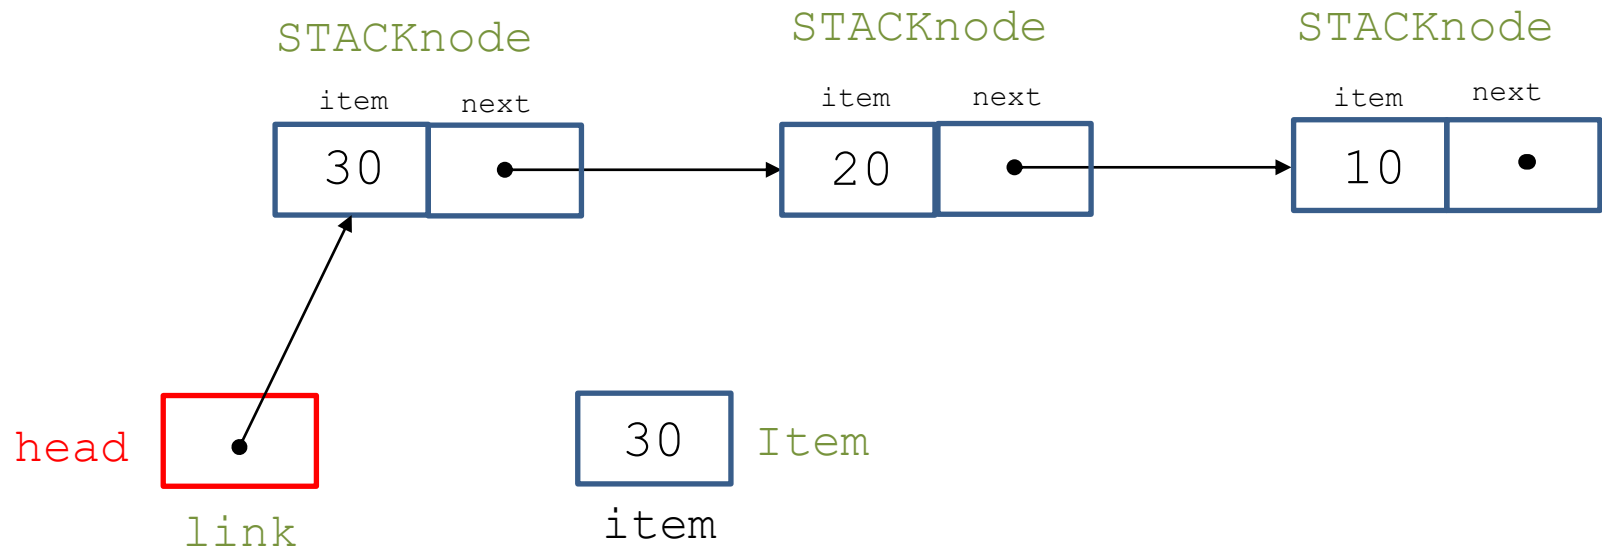 STACKnode STACKnode STACKnode
item next item next item next
30 20 10
head 30 Item
link item